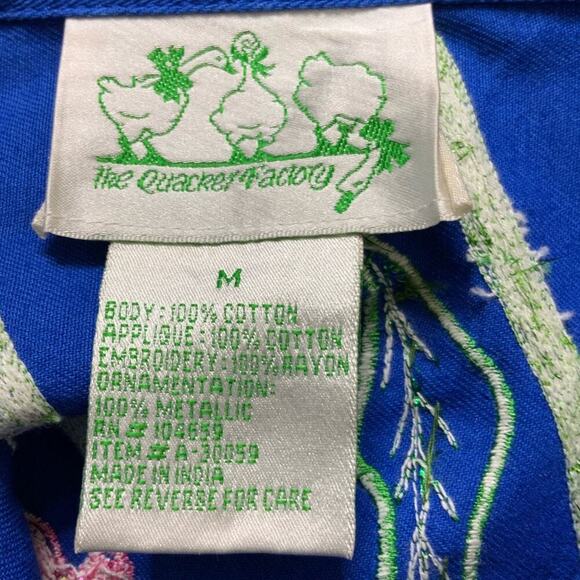 the Quacker Factory
M
BODY: 100% COTTON
APPLIQUE: 100% COTTON
EMBROIDERY: 100% RAYON
ORNAMENTATION:
100% METALLIC
RN# 104659
ITEM# A-30059
MADE IN INDIA
SEE REVERSE FOR CARE